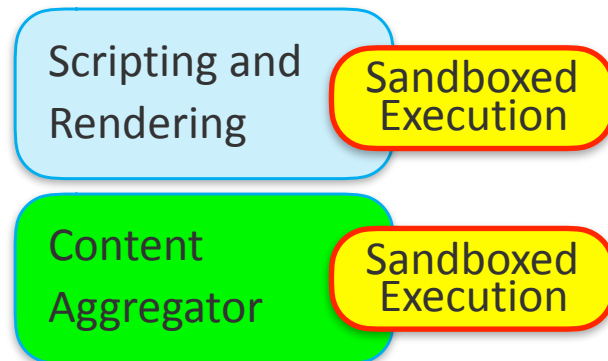 Scripting and
Rendering
Sandboxed
Execution
Content
Aggregator
Sandboxed
Execution